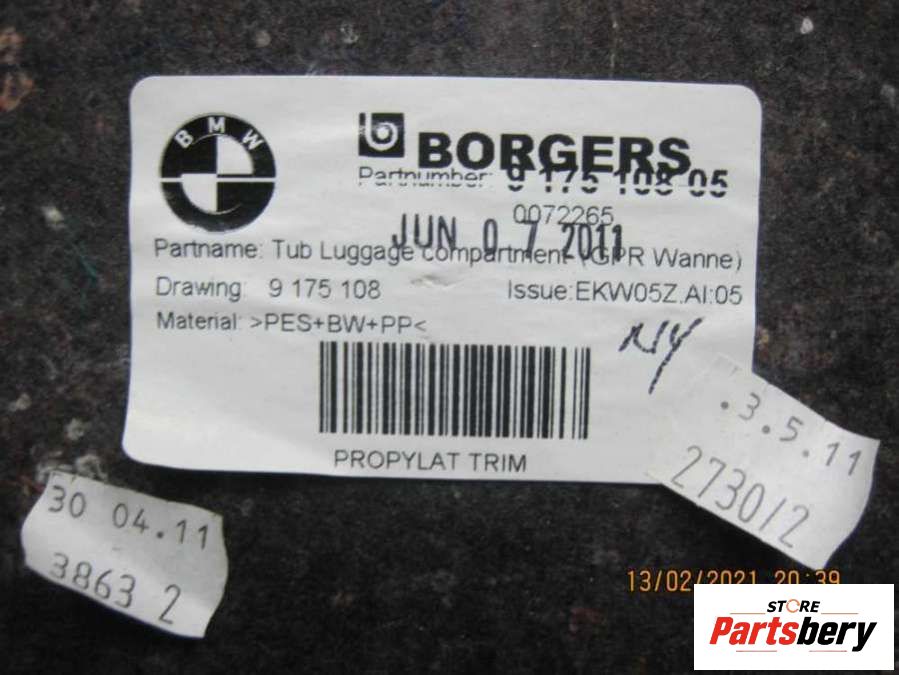 BMW
BORGERS
Partnumber: 9 175 108 05
0072265
JUN 07 2011
Partname: Tub Luggage compartment (GPR Wanne)
Drawing: 9 175 108 Issue:EKW05Z.AI:05
Material: >PES+BW+PP<
PROPYLAT TRIM
.3.5.11
2730/2
30 04.11
3863 2
13/02/2021 20:39
STORE
Partsbery